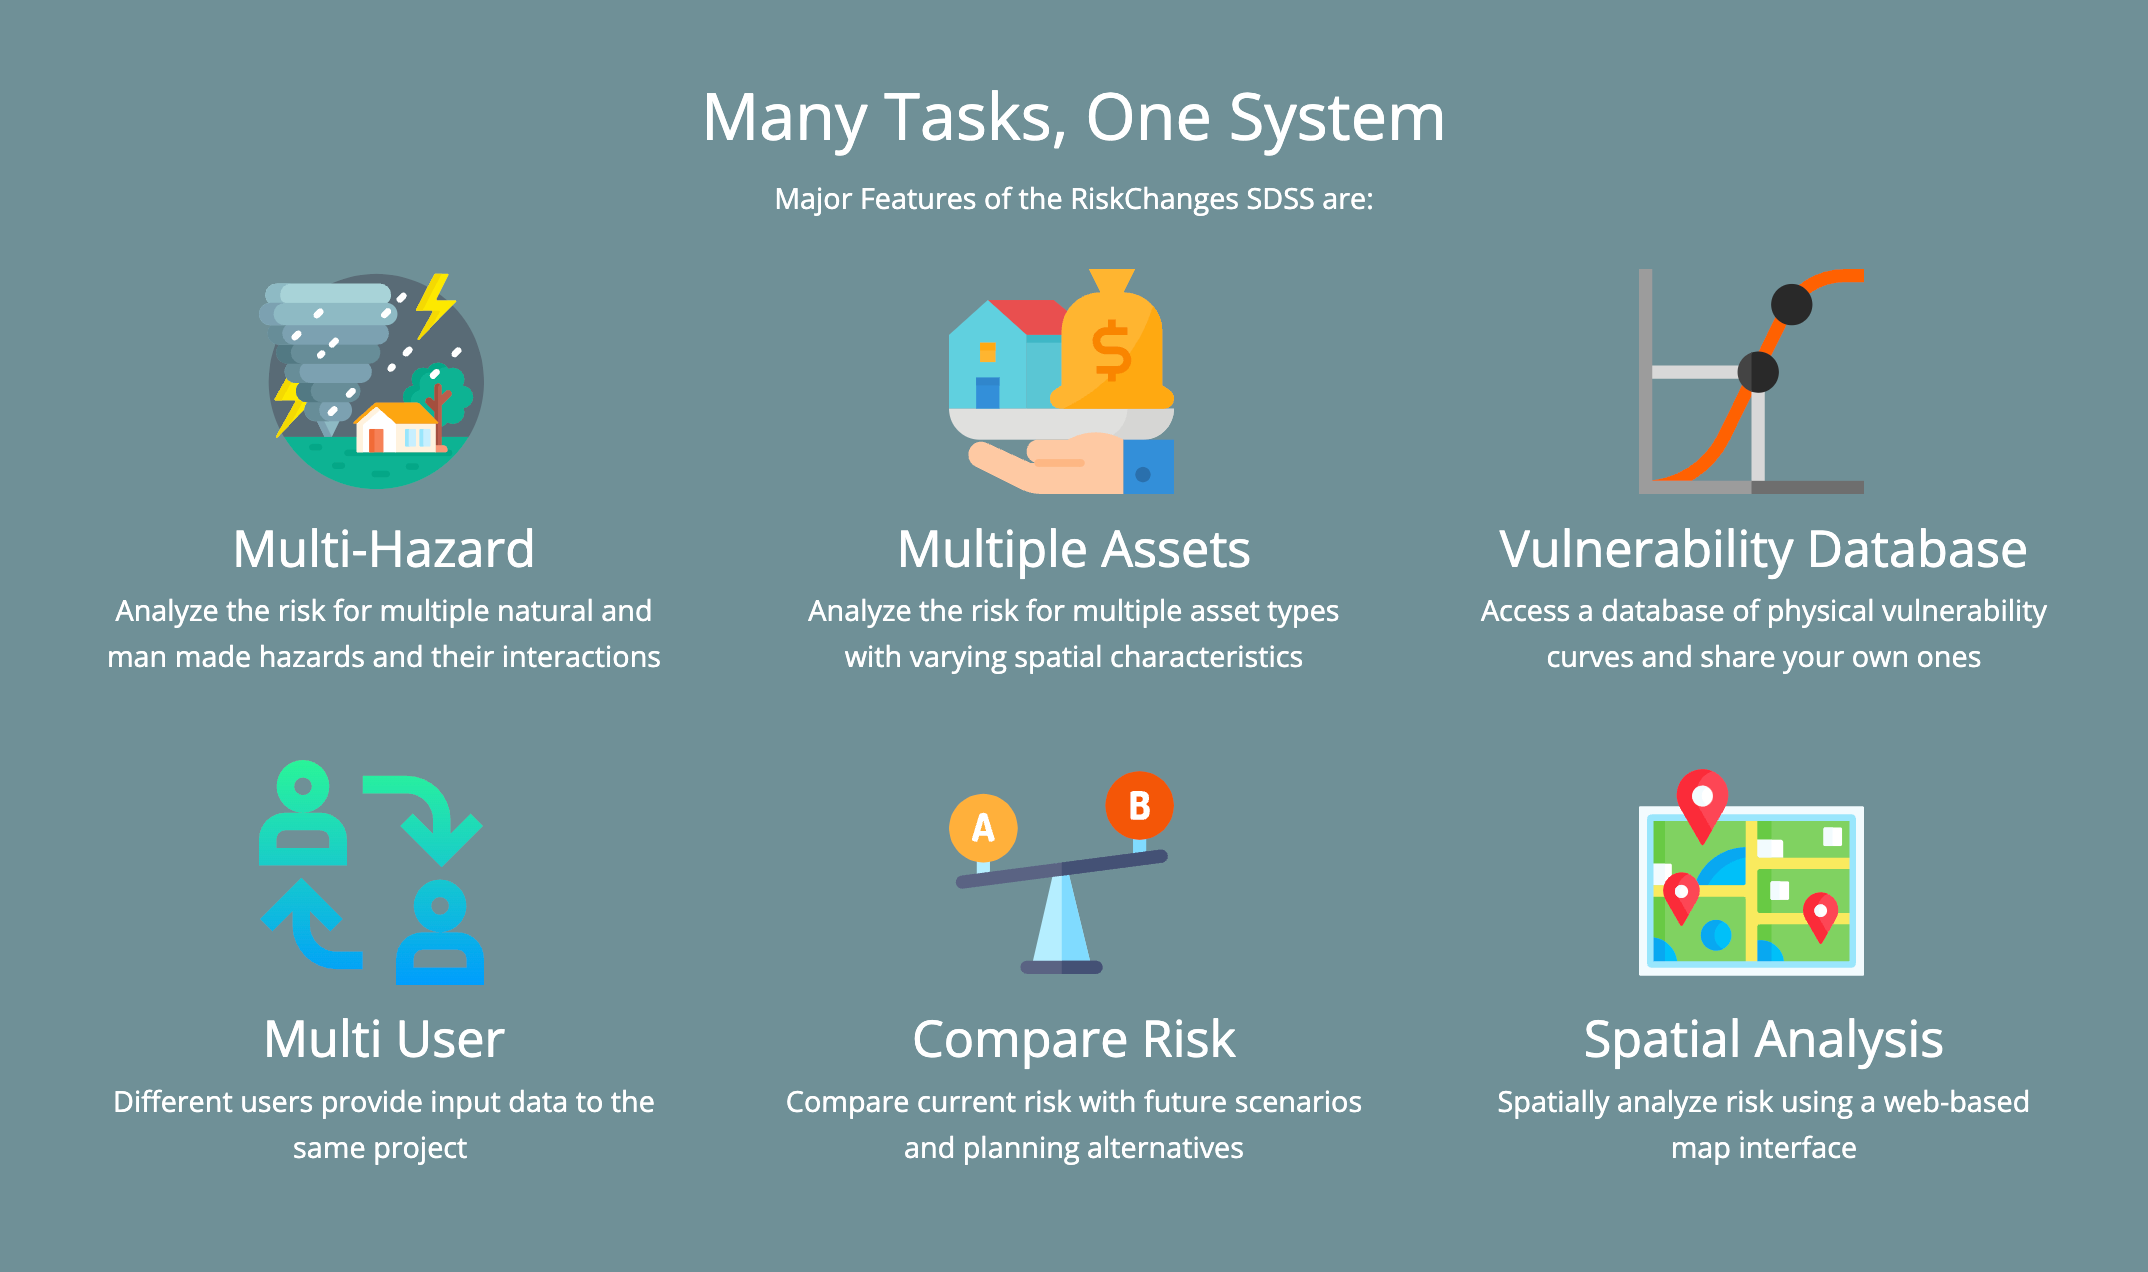 Many Tasks, One System
Major Features of the RiskChanges SDSS are:
$
Multi-Hazard
Analyze the risk for multiple natural and
man made hazards and their interactions
Multiple Assets
Analyze the risk for multiple asset types
with varying spatial characteristics
Vulnerability Database
Access a database of physical vulnerability
curves and share your own ones
A
B
Multi User
Different users provide input data to the
same project
Compare Risk
Compare current risk with future scenarios
and planning alternatives
Spatial Analysis
Spatially analyze risk using a web-based
map interface